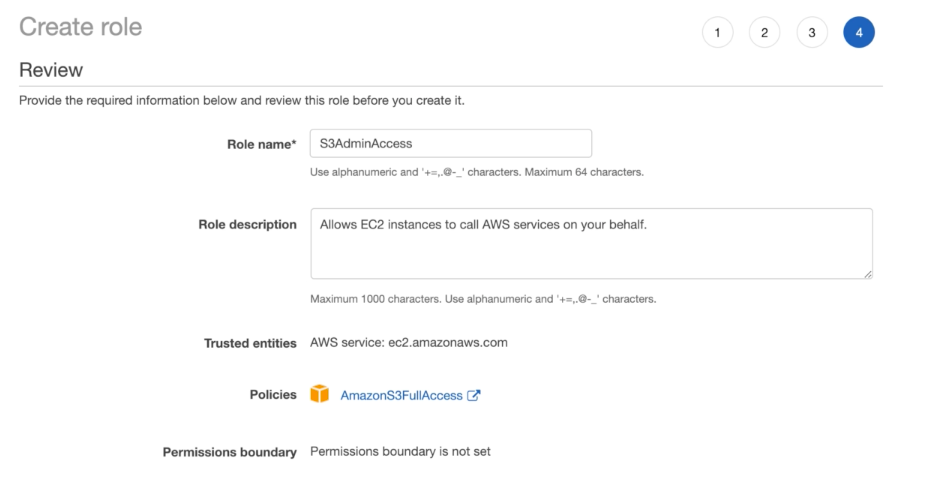 Create role
1 2 3 4
Review
Provide the required information below and review this role before you create it.
Role name* S3AdminAccess
Use alphanumeric and '+=,.@-_' characters. Maximum 64 characters.
Role description Allows EC2 instances to call AWS services on your behalf.
Maximum 1000 characters. Use alphanumeric and '+=,.@-_' characters.
Trusted entities AWS service: ec2.amazonaws.com
Policies AmazonS3FullAccess
Permissions boundary Permissions boundary is not set